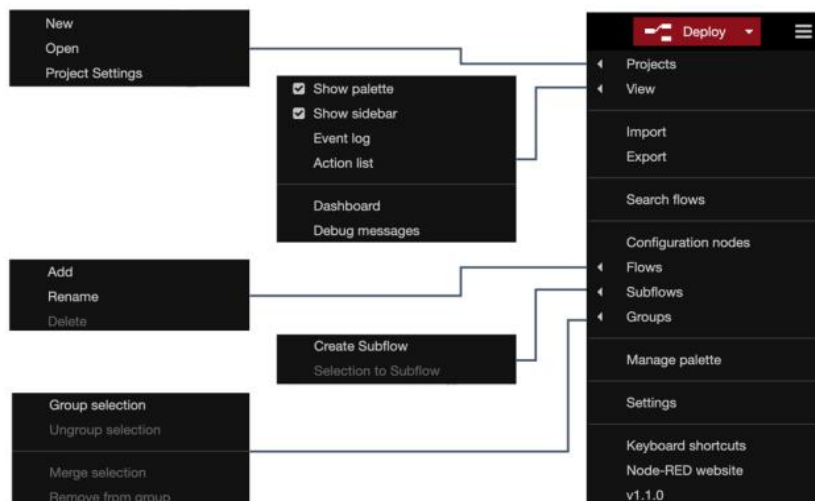 New
Open
Project Settings
Show palette
Show sidebar
Event log
Action list
Dashboard
Debug messages
Add
Rename
Delete
Create Subflow
Selection to Subflow
Group selection
Ungroup selection
Merge selection
Remove from group
Deploy
Projects
View
Import
Export
Search flows
Configuration nodes
Flows
Subflows
Groups
Manage palette
Settings
Keyboard shortcuts
Node-RED website
v1.1.0